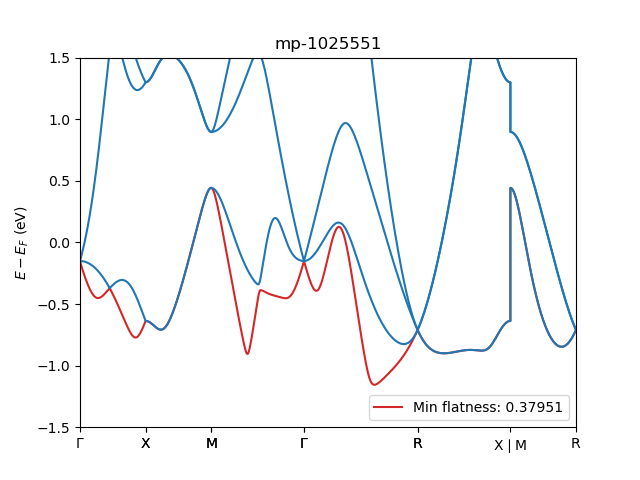 mp-1025551
E − E_F (eV)
1.5
1.0
0.5
0.0
−0.5
−1.0
−1.5
Min flatness: 0.37951
Γ X M Γ R X | M R